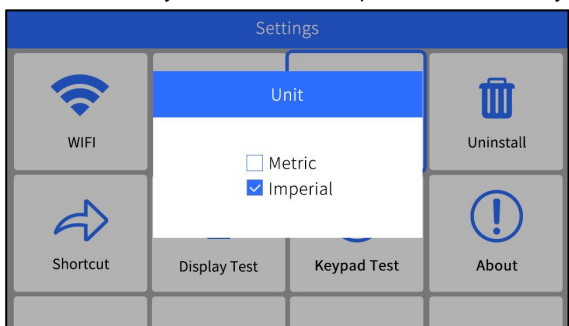 Settings
Unit
WIFI
Uninstall
Metric
Imperial
Shortcut
Display Test
Keypad Test
About